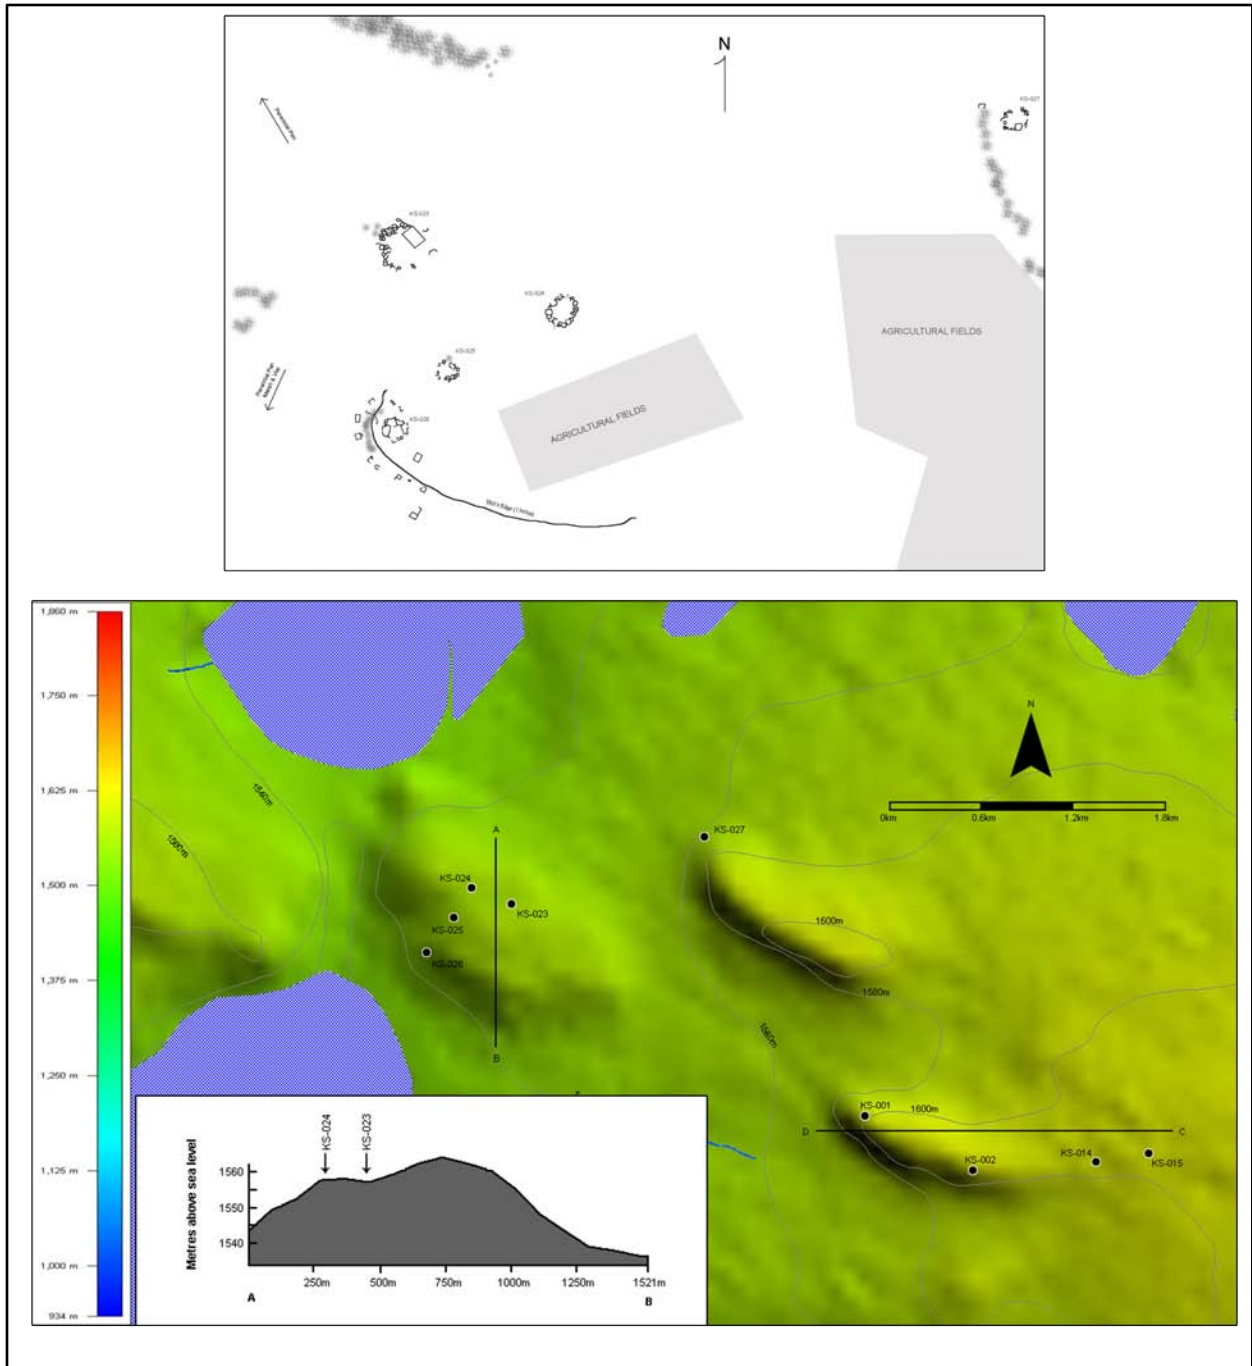 N
KS-027
Paradise Pan
KS-023
KS-024
AGRICULTURAL FIELDS
KS-025
Paradise Pan
KS-026
AGRICULTURAL FIELDS
1,860 m
1,750 m
1,625 m
1,500 m
1,375 m
1,250 m
1,125 m
1,000 m
934 m
N
1540m
0km
0.6km
1.2km
1.8km
A
KS-027
KS-024
KS-023
KS-025
1600m
KS-026
1580m
1560m
B
KS-001
1600m
D
C
KS-002
KS-014
KS-015
Metres above sea level
KS-024
KS-023
1560
1550
1540
250m
500m
750m
1000m
1250m
1521m
A
B